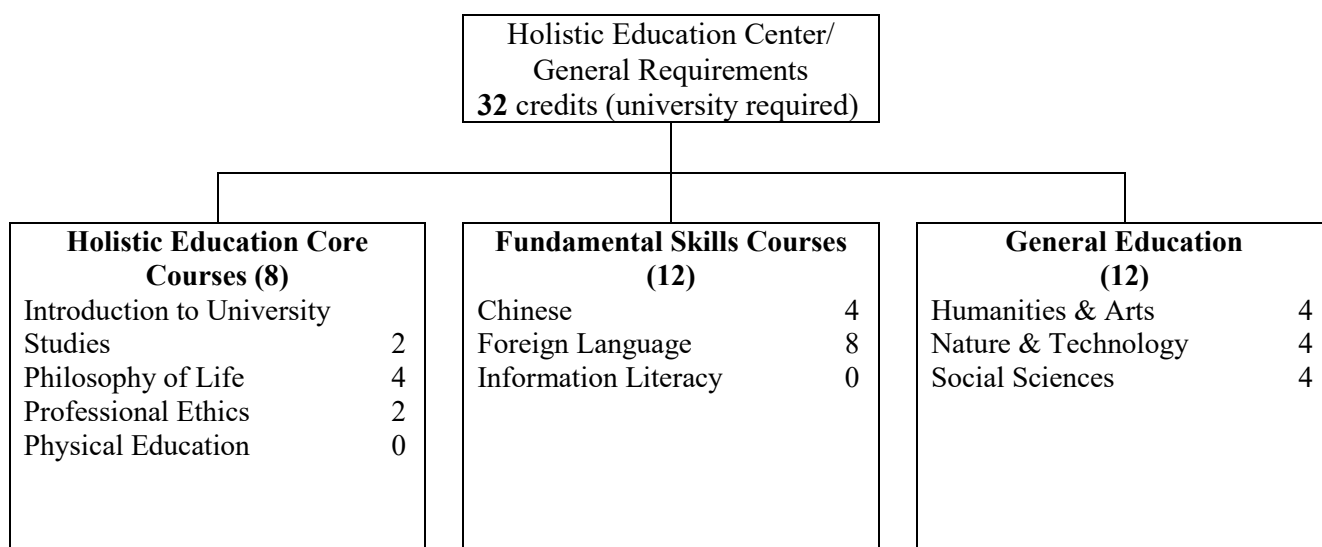 Holistic Education Center/
General Requirements
32 credits (university required)
Holistic Education Core
Courses (8)
Introduction to University
Studies 2
Philosophy of Life 4
Professional Ethics 2
Physical Education 0
Fundamental Skills Courses
(12)
Chinese 4
Foreign Language 8
Information Literacy 0
General Education
(12)
Humanities & Arts 4
Nature & Technology 4
Social Sciences 4